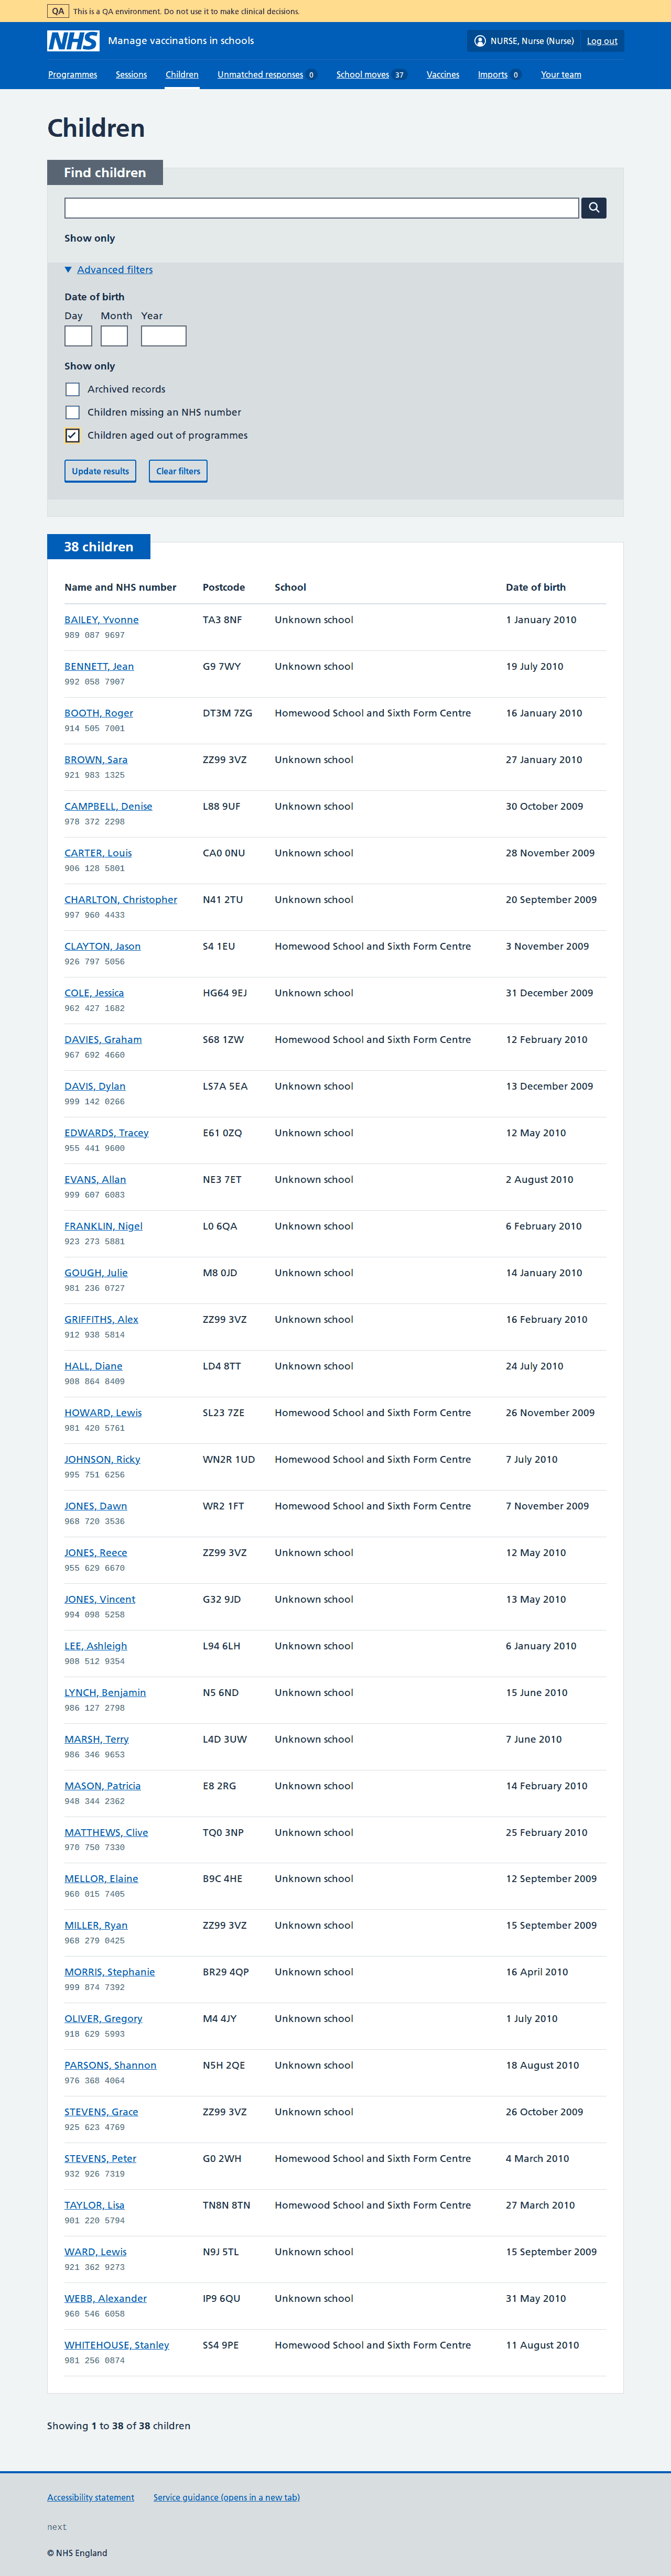 QA This is a QA environment. Do not use it to make clinical decisions.
NHS Manage vaccinations in schools NURSE, Nurse (Nurse) Log out
Programmes Sessions Children Unmatched responses 0 School moves 37 Vaccines Imports 0 Your team
Children
Find children
Show only
▼ Advanced filters
Date of birth
Day Month Year
Show only
Archived records
Children missing an NHS number
Children aged out of programmes
Update results Clear filters
38 children
Name and NHS number Postcode School Date of birth
BAILEY, Yvonne TA3 8NF Unknown school 1 January 2010
989 087 9697
BENNETT, Jean G9 7WY Unknown school 19 July 2010
992 058 7907
BOOTH, Roger DT3M 7ZG Homewood School and Sixth Form Centre 16 January 2010
914 505 7001
BROWN, Sara ZZ99 3VZ Unknown school 27 January 2010
921 983 1325
CAMPBELL, Denise L88 9UF Unknown school 30 October 2009
978 372 2298
CARTER, Louis CA0 0NU Unknown school 28 November 2009
906 128 5801
CHARLTON, Christopher N41 2TU Unknown school 20 September 2009
997 960 4433
CLAYTON, Jason S4 1EU Homewood School and Sixth Form Centre 3 November 2009
926 797 5056
COLE, Jessica HG64 9EJ Unknown school 31 December 2009
962 427 1682
DAVIES, Graham S68 1ZW Homewood School and Sixth Form Centre 12 February 2010
967 692 4660
DAVIS, Dylan LS7A 5EA Unknown school 13 December 2009
999 142 0266
EDWARDS, Tracey E61 0ZQ Unknown school 12 May 2010
955 441 9600
EVANS, Allan NE3 7ET Unknown school 2 August 2010
999 607 6083
FRANKLIN, Nigel L0 6QA Unknown school 6 February 2010
923 273 5881
GOUGH, Julie M8 0JD Unknown school 14 January 2010
981 236 0727
GRIFFITHS, Alex ZZ99 3VZ Unknown school 16 February 2010
912 938 5814
HALL, Diane LD4 8TT Unknown school 24 July 2010
908 864 8409
HOWARD, Lewis SL23 7ZE Homewood School and Sixth Form Centre 26 November 2009
981 420 5761
JOHNSON, Ricky WN2R 1UD Homewood School and Sixth Form Centre 7 July 2010
995 751 6256
JONES, Dawn WR2 1FT Homewood School and Sixth Form Centre 7 November 2009
968 720 3536
JONES, Reece ZZ99 3VZ Unknown school 12 May 2010
955 629 6670
JONES, Vincent G32 9JD Unknown school 13 May 2010
994 098 5258
LEE, Ashleigh L94 6LH Unknown school 6 January 2010
908 512 9354
LYNCH, Benjamin N5 6ND Unknown school 15 June 2010
986 127 2798
MARSH, Terry L4D 3UW Unknown school 7 June 2010
986 346 9653
MASON, Patricia E8 2RG Unknown school 14 February 2010
948 344 2362
MATTHEWS, Clive TQ0 3NP Unknown school 25 February 2010
970 750 7330
MELLOR, Elaine B9C 4HE Unknown school 12 September 2009
960 015 7405
MILLER, Ryan ZZ99 3VZ Unknown school 15 September 2009
968 279 0425
MORRIS, Stephanie BR29 4QP Unknown school 16 April 2010
999 874 7392
OLIVER, Gregory M4 4JY Unknown school 1 July 2010
918 629 5993
PARSONS, Shannon N5H 2QE Unknown school 18 August 2010
976 368 4064
STEVENS, Grace ZZ99 3VZ Unknown school 26 October 2009
925 623 4769
STEVENS, Peter G0 2WH Homewood School and Sixth Form Centre 4 March 2010
932 926 7319
TAYLOR, Lisa TN8N 8TN Homewood School and Sixth Form Centre 27 March 2010
901 220 5794
WARD, Lewis N9J 5TL Unknown school 15 September 2009
921 362 9273
WEBB, Alexander IP9 6QU Unknown school 31 May 2010
960 546 6058
WHITEHOUSE, Stanley SS4 9PE Homewood School and Sixth Form Centre 11 August 2010
981 256 0874
Showing 1 to 38 of 38 children
Accessibility statement Service guidance (opens in a new tab)
next
© NHS England